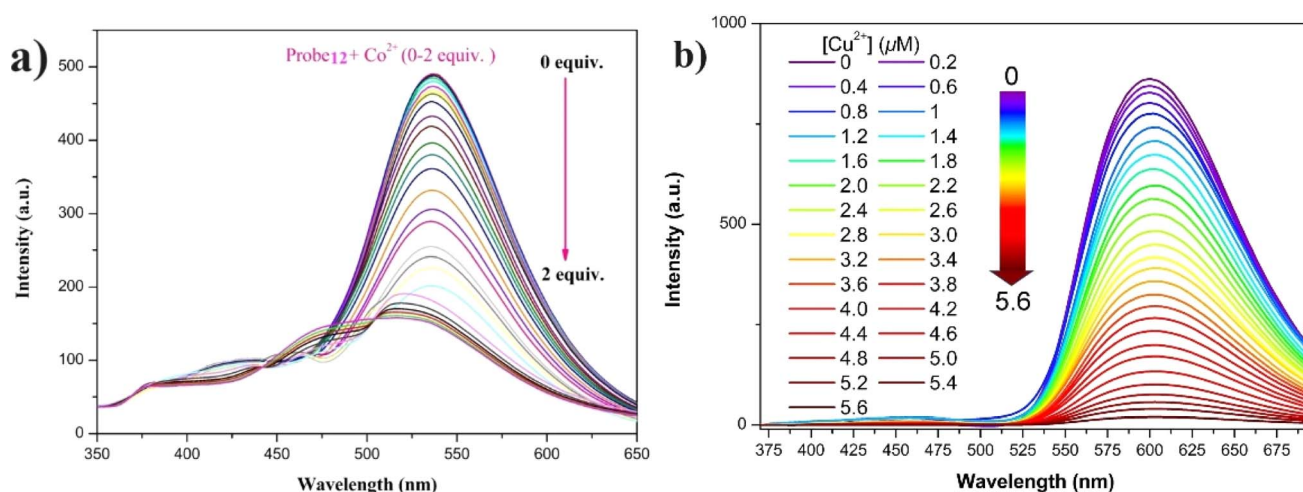 a)
Probe12 + Co2+ (0-2 equiv. )
0 equiv.
2 equiv.
500
450
400
350
300
250
200
150
100
50
0
Intensity (a.u.)
350 400 450 500 550 600 650
Wavelength (nm)
b)
1000
500
0
Intensity (a.u.)
[Cu2+] (μM)
0 0.2
0.4 0.6
0.8 1
1.2 1.4
1.6 1.8
2.0 2.2
2.4 2.6
2.8 3.0
3.2 3.4
3.6 3.8
4.0 4.2
4.4 4.6
4.8 5.0
5.2 5.4
5.6
0
5.6
375 400 425 450 475 500 525 550 575 600 625 650 675
Wavelength (nm)